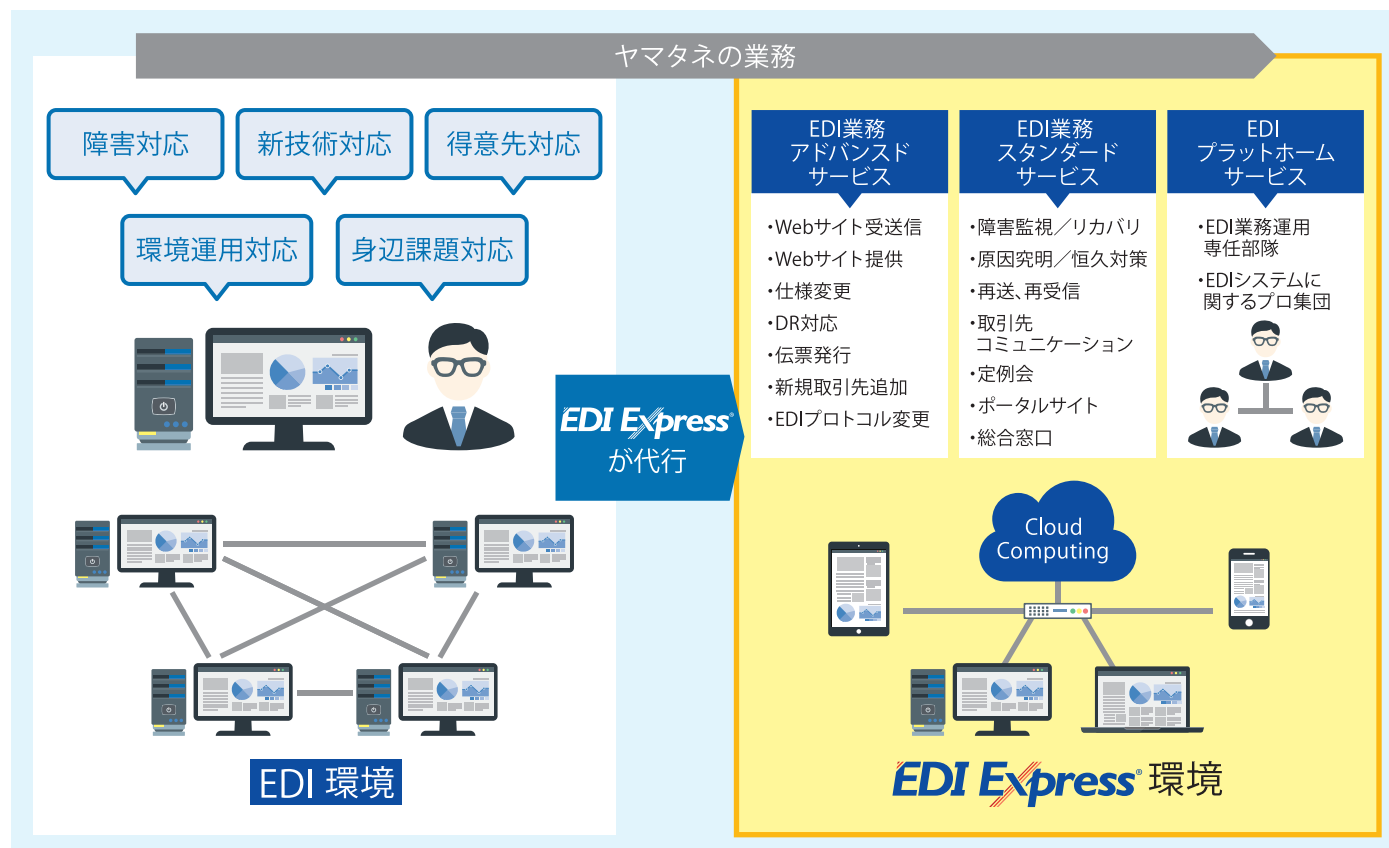 ヤマタネの業務
障害対応
新技術対応
得意先対応
環境運用対応
身辺課題対応
EDI 環境
EDI Express®
が代行
EDI業務
アドバンスド
サービス
・Webサイト受送信
・Webサイト提供
・仕様変更
・DR対応
・伝票発行
・新規取引先追加
・EDIプロトコル変更
EDI業務
スタンダード
サービス
・障害監視／リカバリ
・原因究明／恒久対策
・再送、再受信
・取引先
コミュニケーション
・定例会
・ポータルサイト
・総合窓口
EDI
プラットホーム
サービス
・EDI業務運用
専任部隊
・EDIシステムに
関するプロ集団
Cloud
Computing
EDI Express® 環境